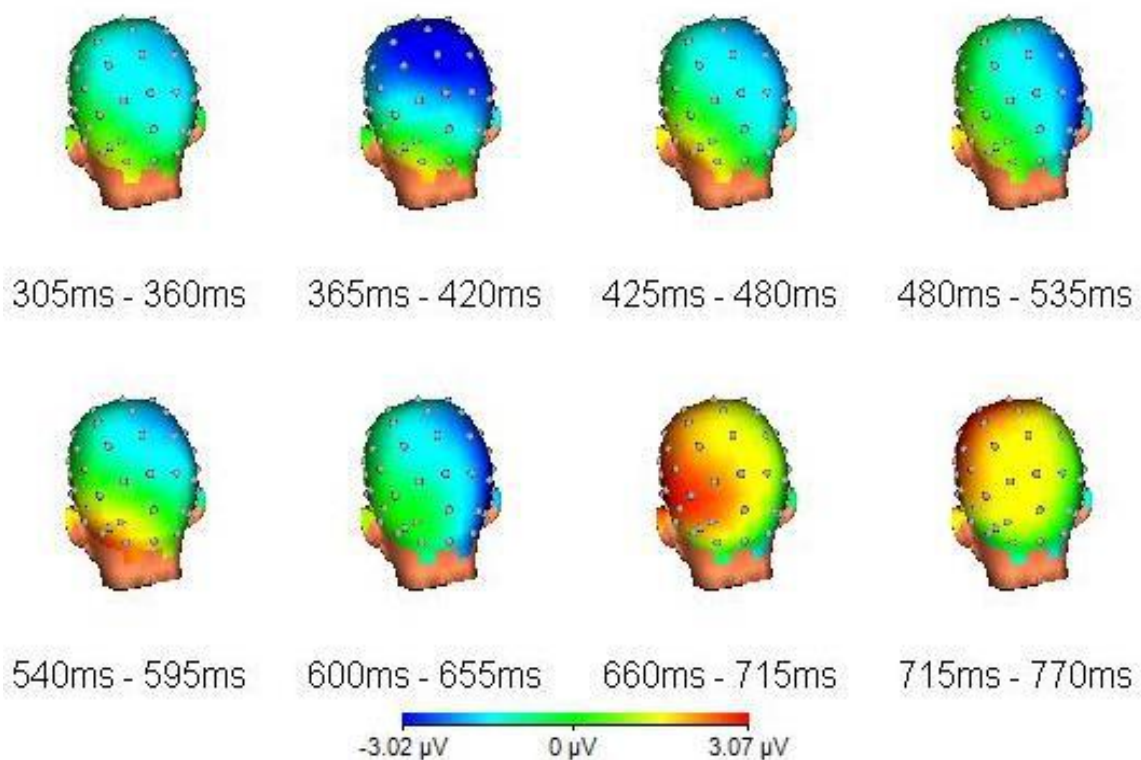 305ms - 360ms
365ms - 420ms
425ms - 480ms
480ms - 535ms
540ms - 595ms
600ms - 655ms
660ms - 715ms
715ms - 770ms
-3.02 µV
0 µV
3.07 µV